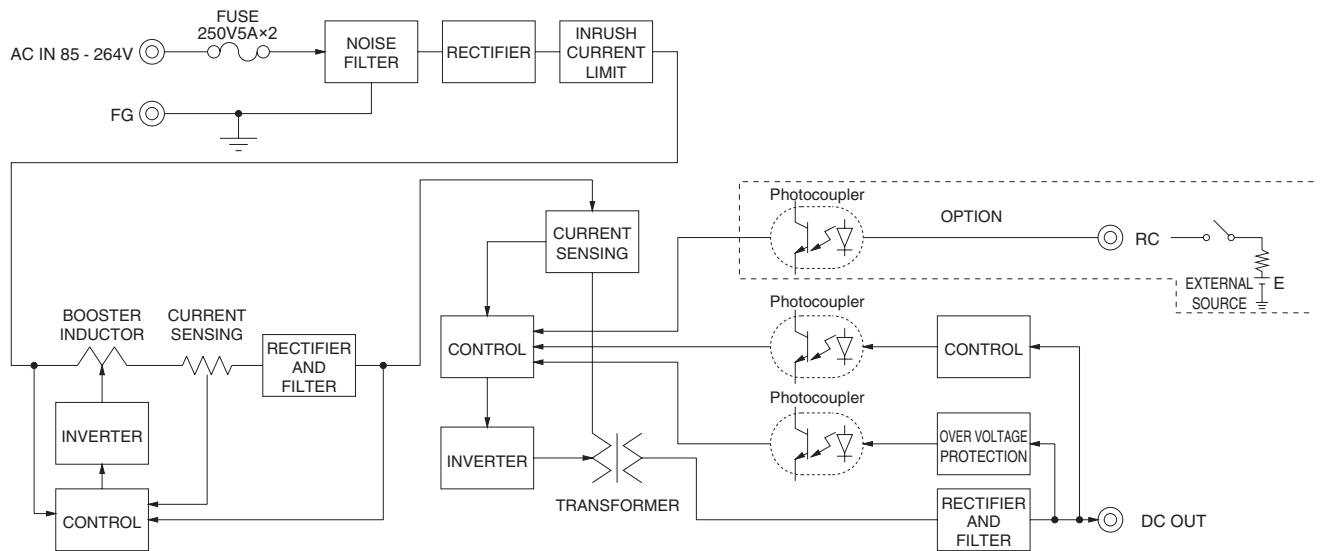 FUSE
250V5A×2
AC IN 85 - 264V
NOISE
FILTER
RECTIFIER
INRUSH
CURRENT
LIMIT
FG
Photocoupler
OPTION
RC
EXTERNAL
SOURCE
E
CURRENT
SENSING
BOOSTER
INDUCTOR
CURRENT
SENSING
RECTIFIER
AND
FILTER
CONTROL
Photocoupler
CONTROL
INVERTER
CONTROL
INVERTER
TRANSFORMER
Photocoupler
OVER VOLTAGE
PROTECTION
RECTIFIER
AND
FILTER
DC OUT